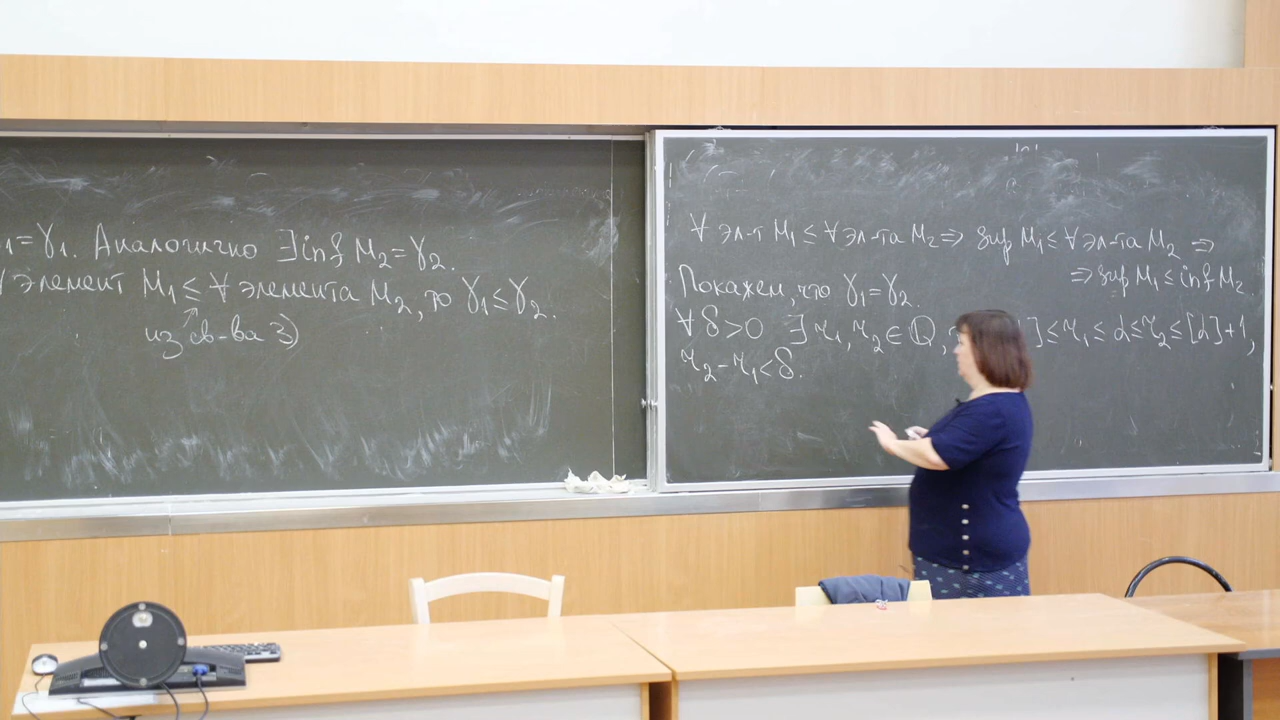 ₁=γ₁. Аналогично ∃inf M₂=γ₂.
∀ элемент M₁≤∀ элемента M₂, то γ₁≤γ₂.
из св-ва 3)
∀ эл-т M₁≤∀эл-та M₂⇒ sup M₁≤∀эл-та M₂ ⇒
⇒sup M₁≤inf M₂
Покажем, что γ₁=γ₂.
∀ δ>0 ∃ r₁, r₂∈ℚ, ]≤r₁≤α≤r₂≤[α]+1,
r₂-r₁<δ.